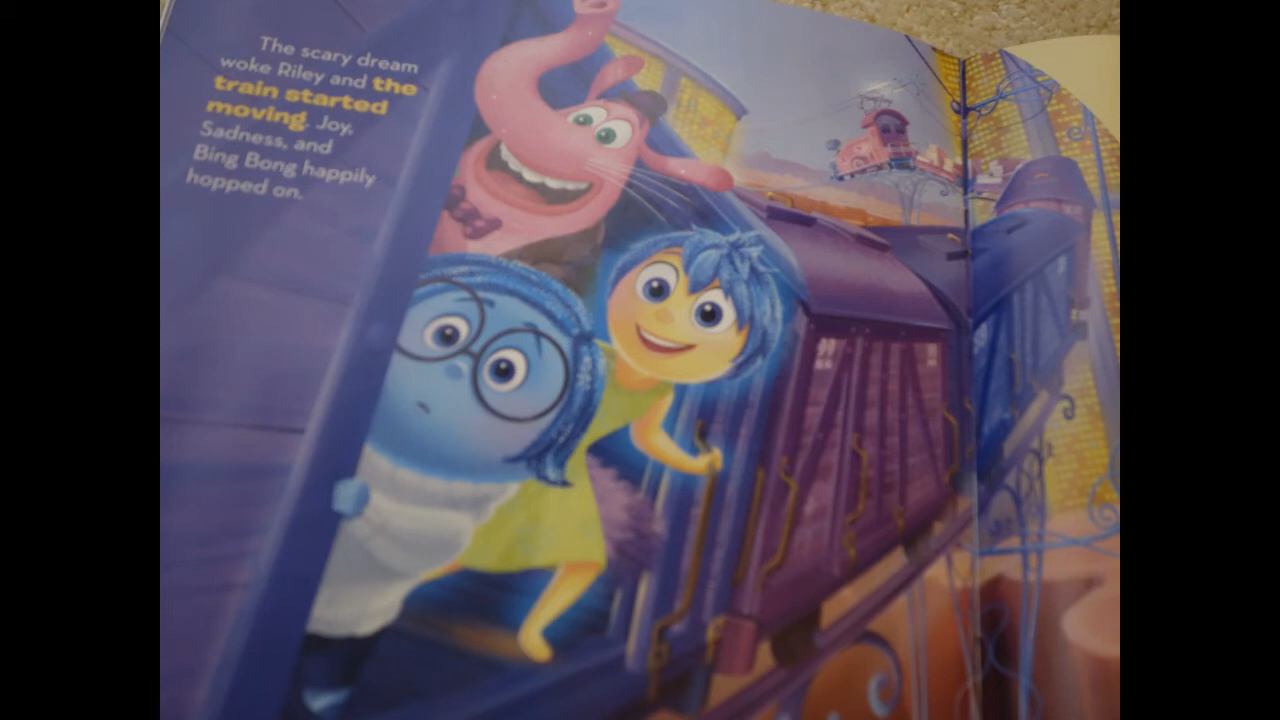 The scary dream
woke Riley and the
train started
moving. Joy,
Sadness, and
Bing Bong happily
hopped on.